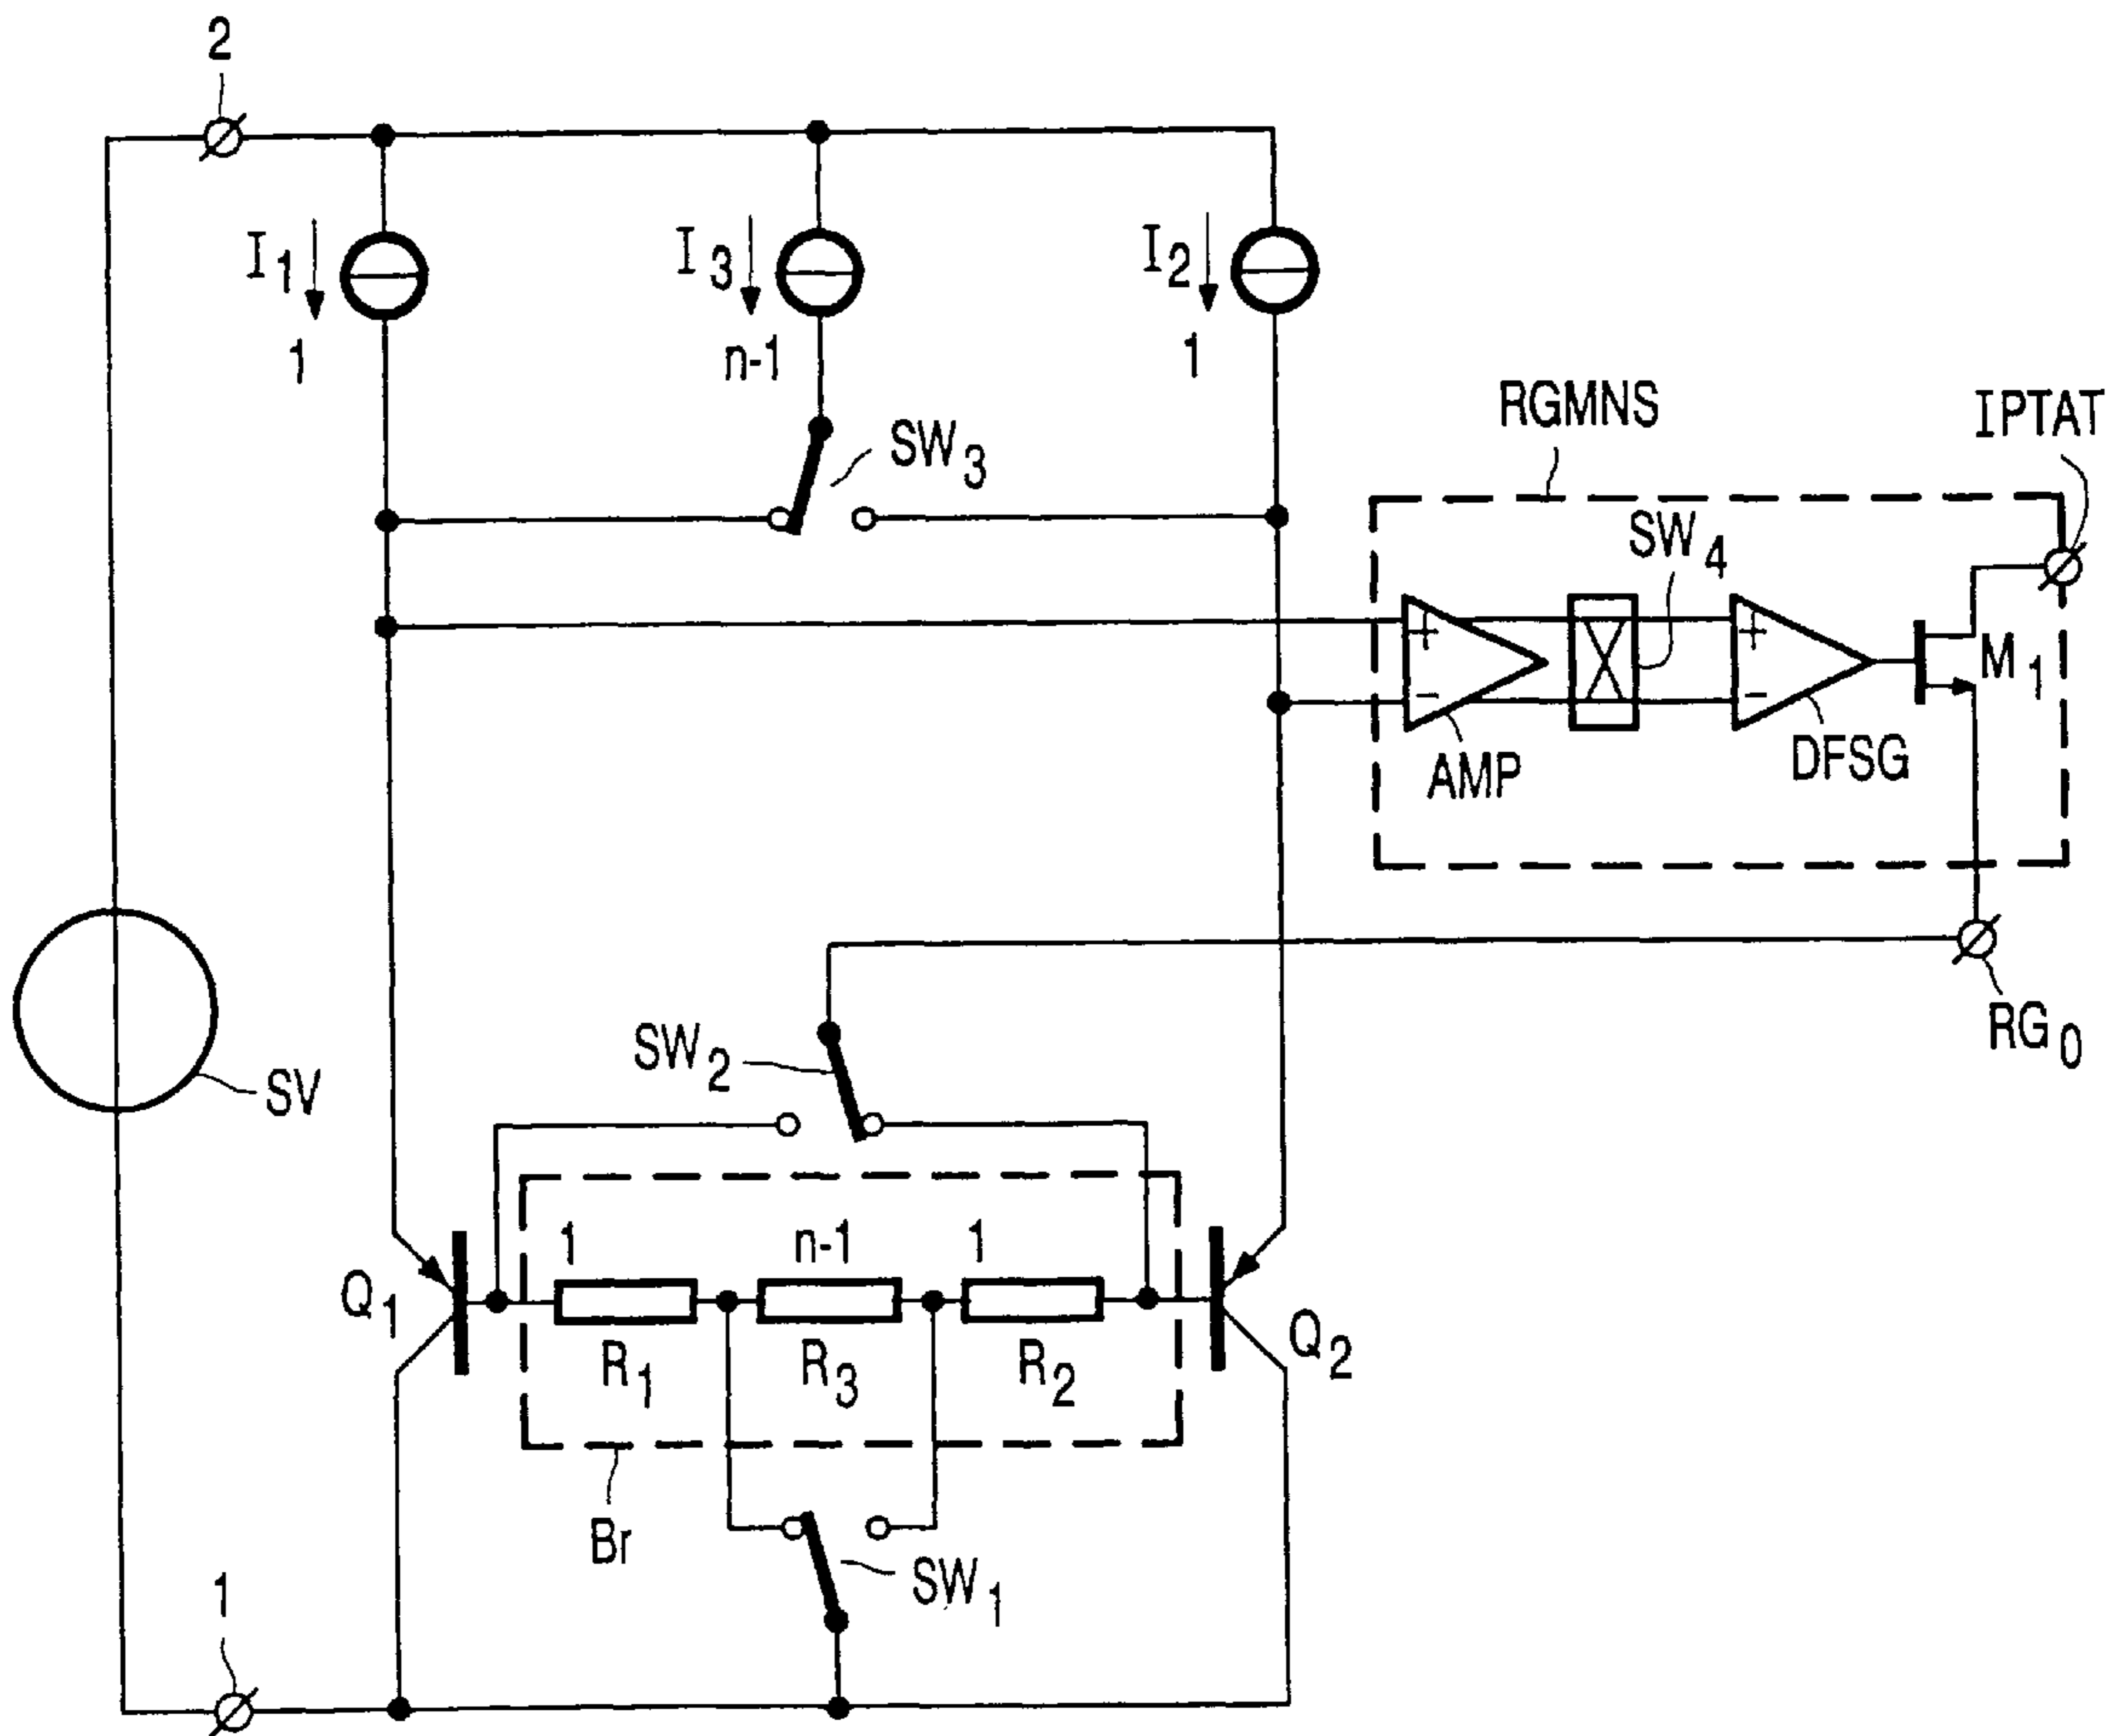 2
I1
1
I3
n-1
I2
1
SW3
RGMNS
IPTAT
SW4
+
-
AMP
+
-
DFSG
M1
RG0
SV
SW2
1
n-1
1
Q1
R1
R3
R2
Q2
Br
SW1
1